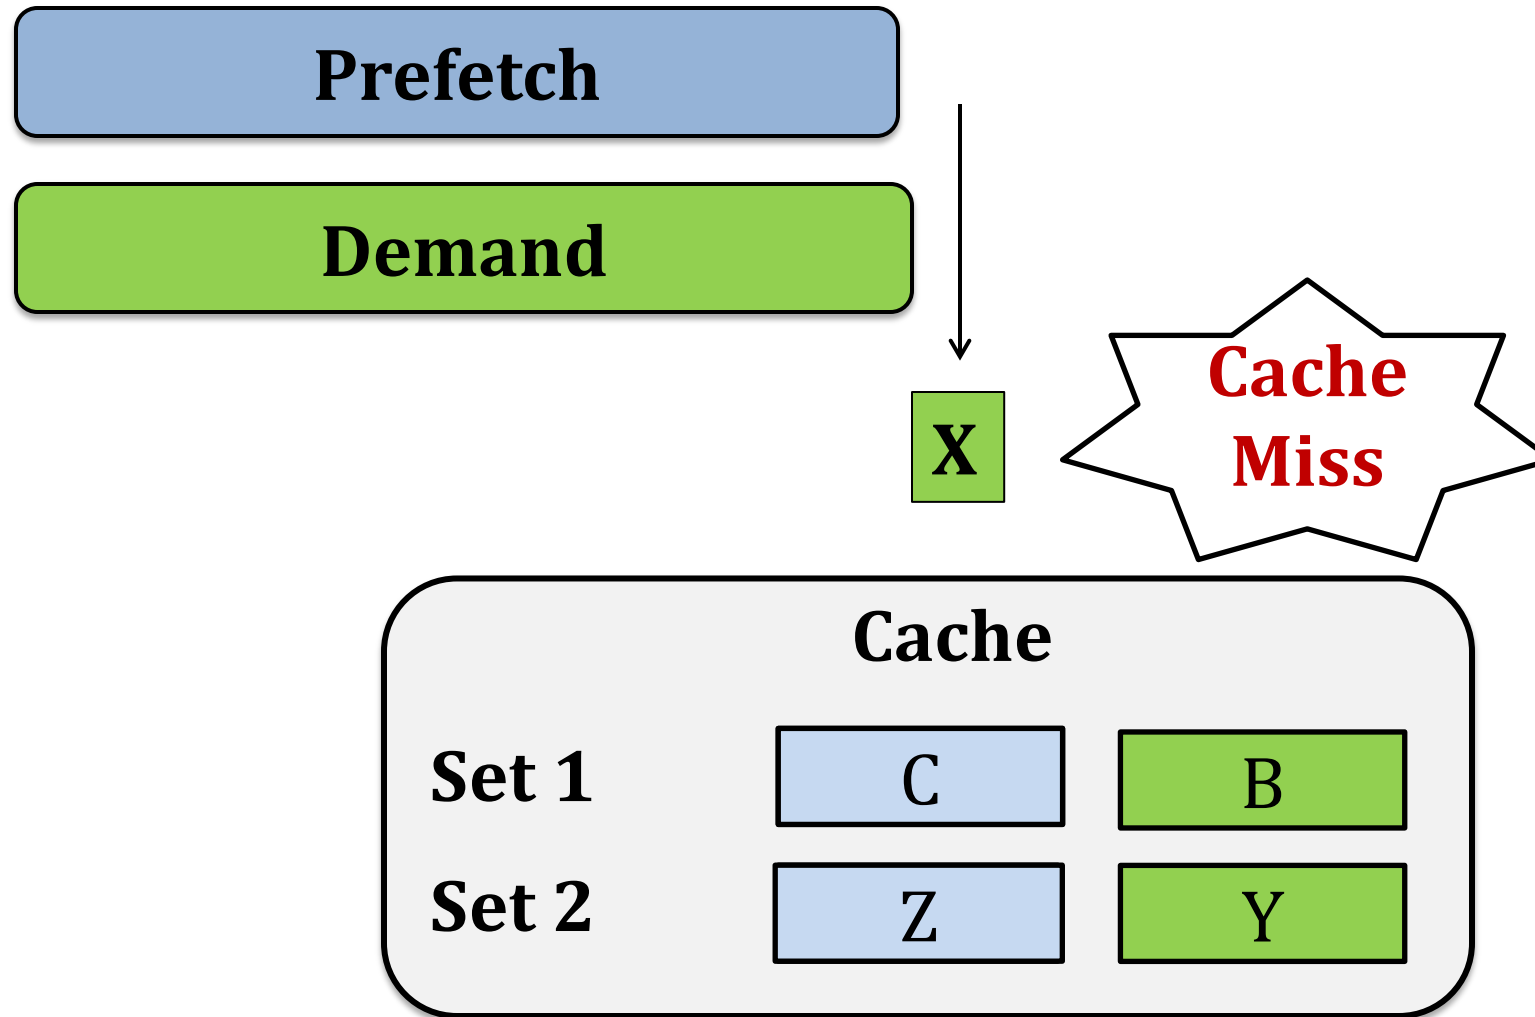 Prefetch
Demand
X
Cache
Miss
Cache
Set 1 C B
Set 2 Z Y